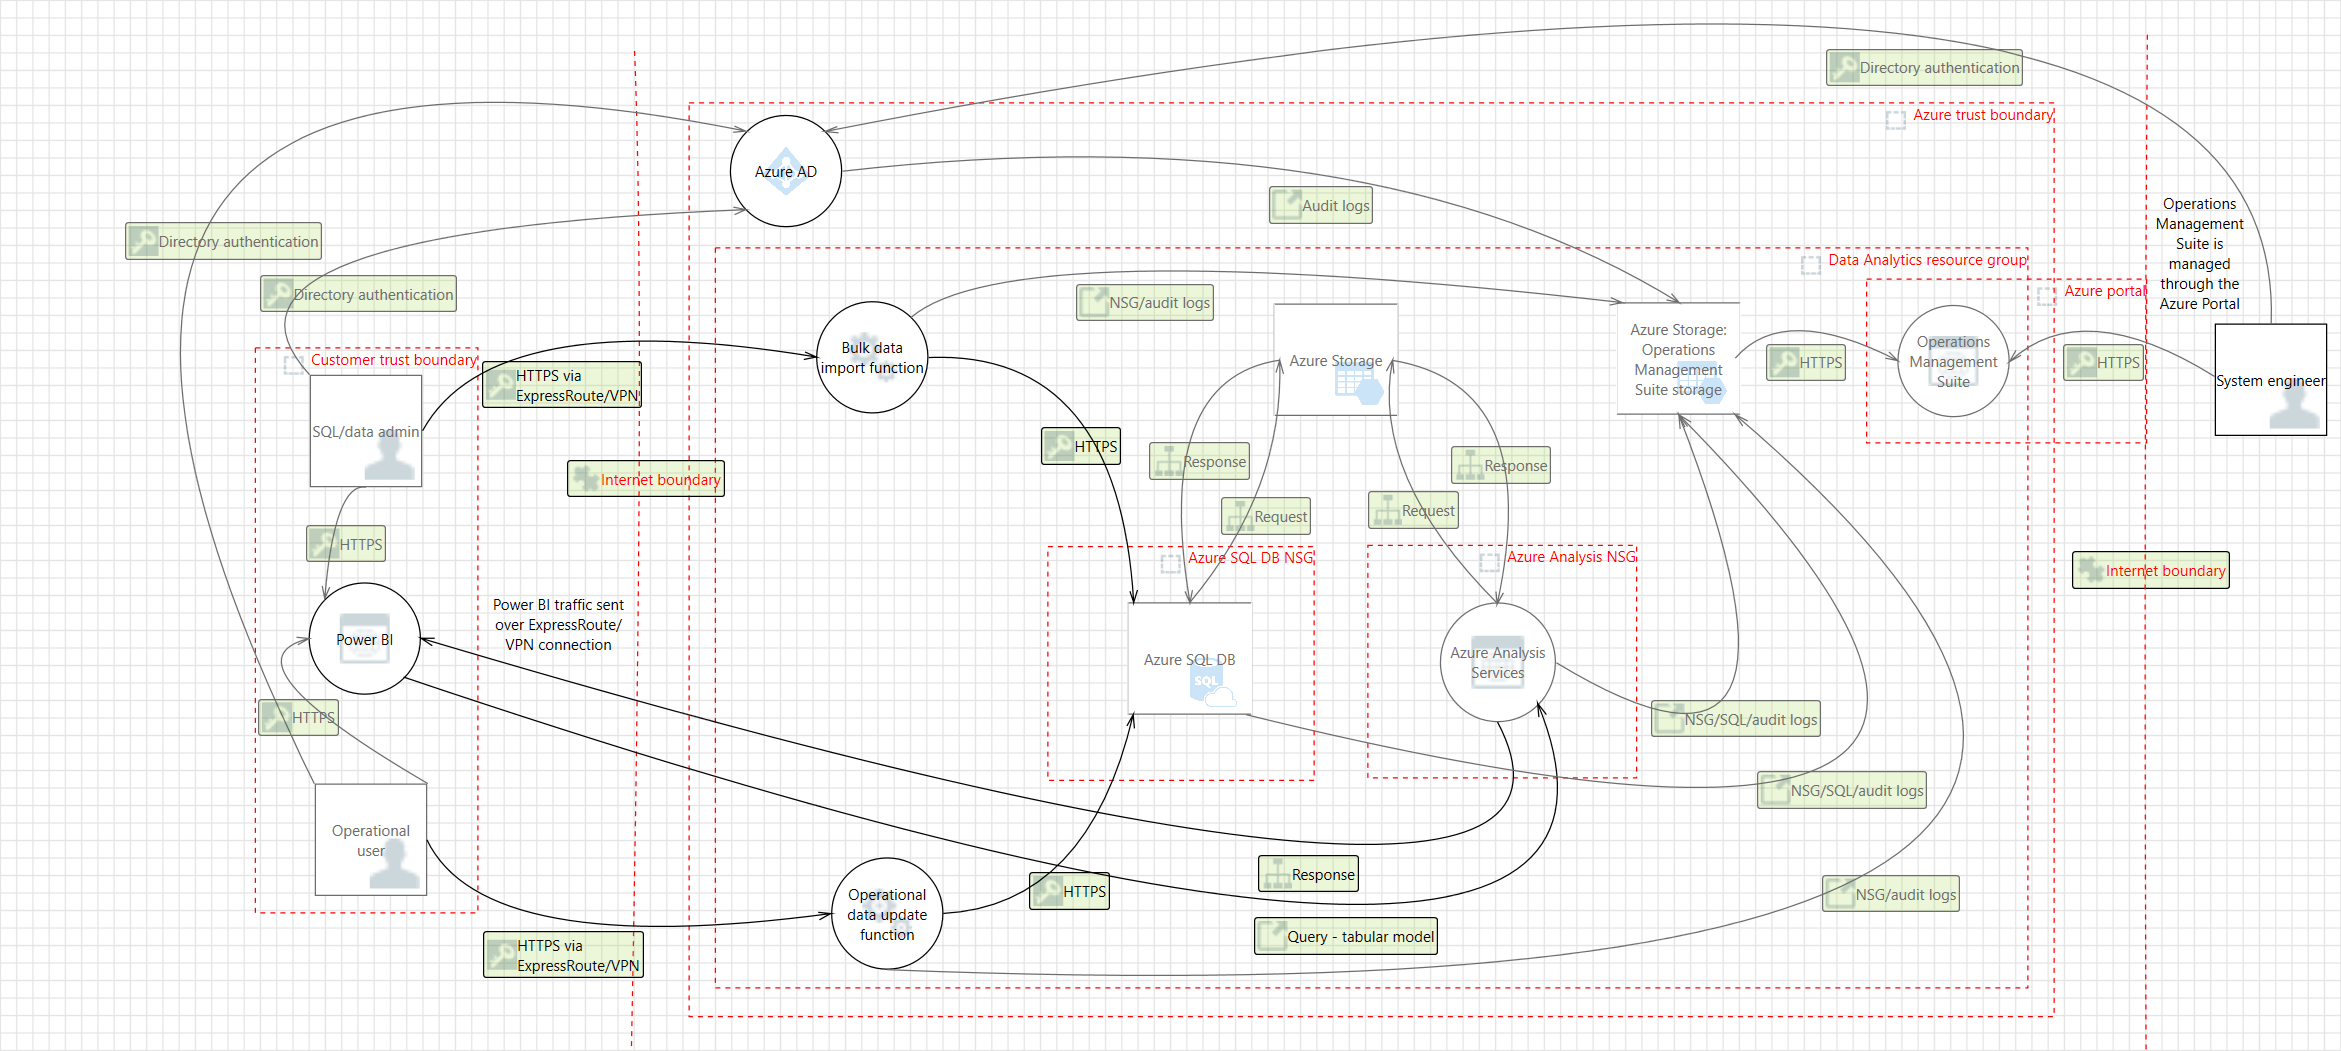 Directory authentication
Azure trust boundary
Azure AD
Audit logs
Operations
Management
Suite is
managed
through the
Azure Portal
Directory authentication
Directory authentication
Data Analytics resource group
Azure portal
NSG/audit logs
Customer trust boundary
Bulk data
import function
Azure Storage
Azure Storage:
Operations
Management
Suite storage
HTTPS
Operations
Management
Suite
HTTPS
System engineer
HTTPS via
ExpressRoute/VPN
SQL/data admin
HTTPS
Response
Response
Internet boundary
Request
Request
HTTPS
Azure SQL DB NSG
Azure Analysis NSG
Internet boundary
Power BI traffic sent
over ExpressRoute/
VPN connection
Power BI
Azure SQL DB
SQL
Azure Analysis
Services
HTTPS
NSG/SQL/audit logs
NSG/SQL/audit logs
Operational
user
Response
HTTPS
Operational
data update
function
NSG/audit logs
Query - tabular model
HTTPS via
ExpressRoute/VPN